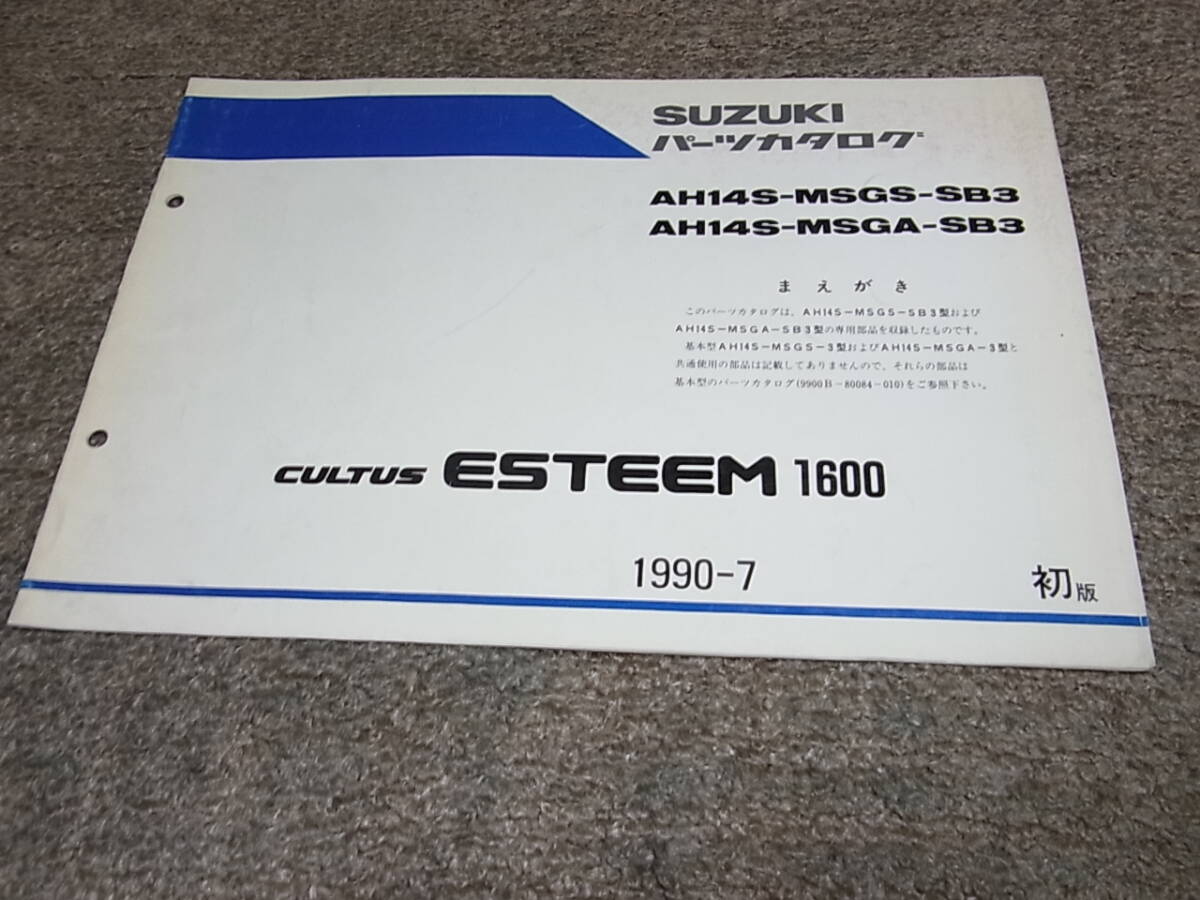 SUZUKI
パーツカタログ
AH14S-MSGS-SB3
AH14S-MSGA-SB3
まえがき
このパーツカタログは、AH14S-MSGS-SB3型および
AH14S-MSGA-SB3型の専用部品を収録したものです。
基本型AH14S-MSGS-3型およびAH14S-MSGA-3型と
共通使用の部品は記載してありませんので、それらの部品は
基本型のパーツカタログ(9900B-80084-010)をご参照下さい。
CULTUS ESTEEM 1600
1990-7 初版